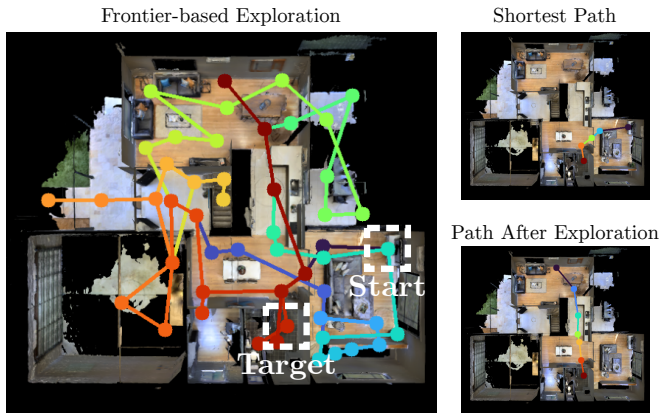 Frontier-based Exploration
Shortest Path
Path After Exploration
Start
Target